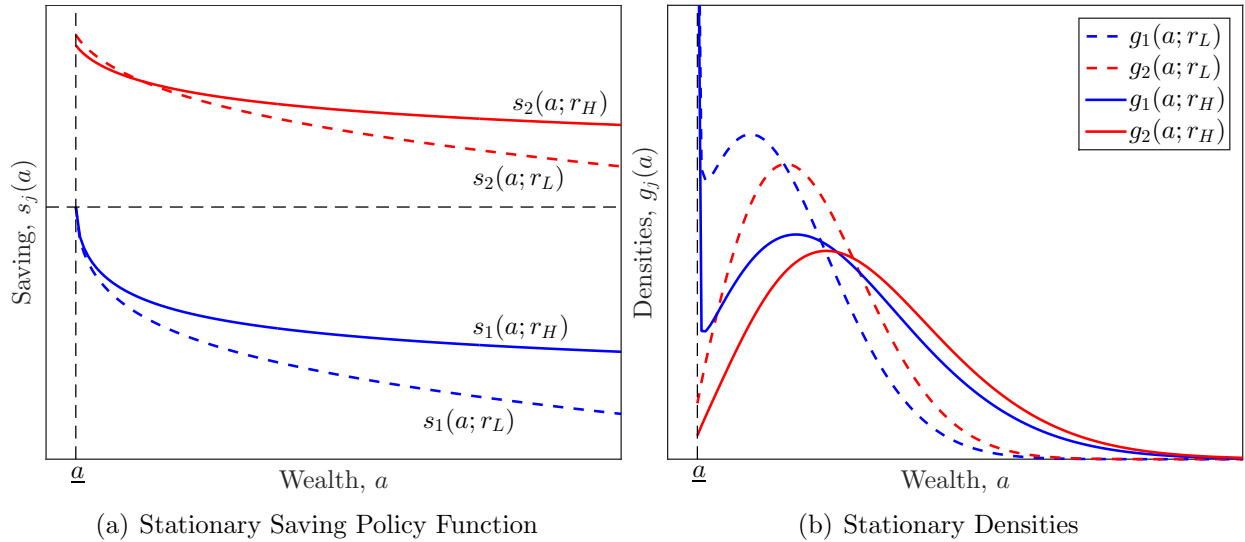 Saving, s_j(a)
s_2(a; r_H)
s_2(a; r_L)
s_1(a; r_H)
s_1(a; r_L)
a
Wealth, a
(a) Stationary Saving Policy Function
Densities, g_j(a)
g_1(a; r_L)
g_2(a; r_L)
g_1(a; r_H)
g_2(a; r_H)
a
Wealth, a
(b) Stationary Densities